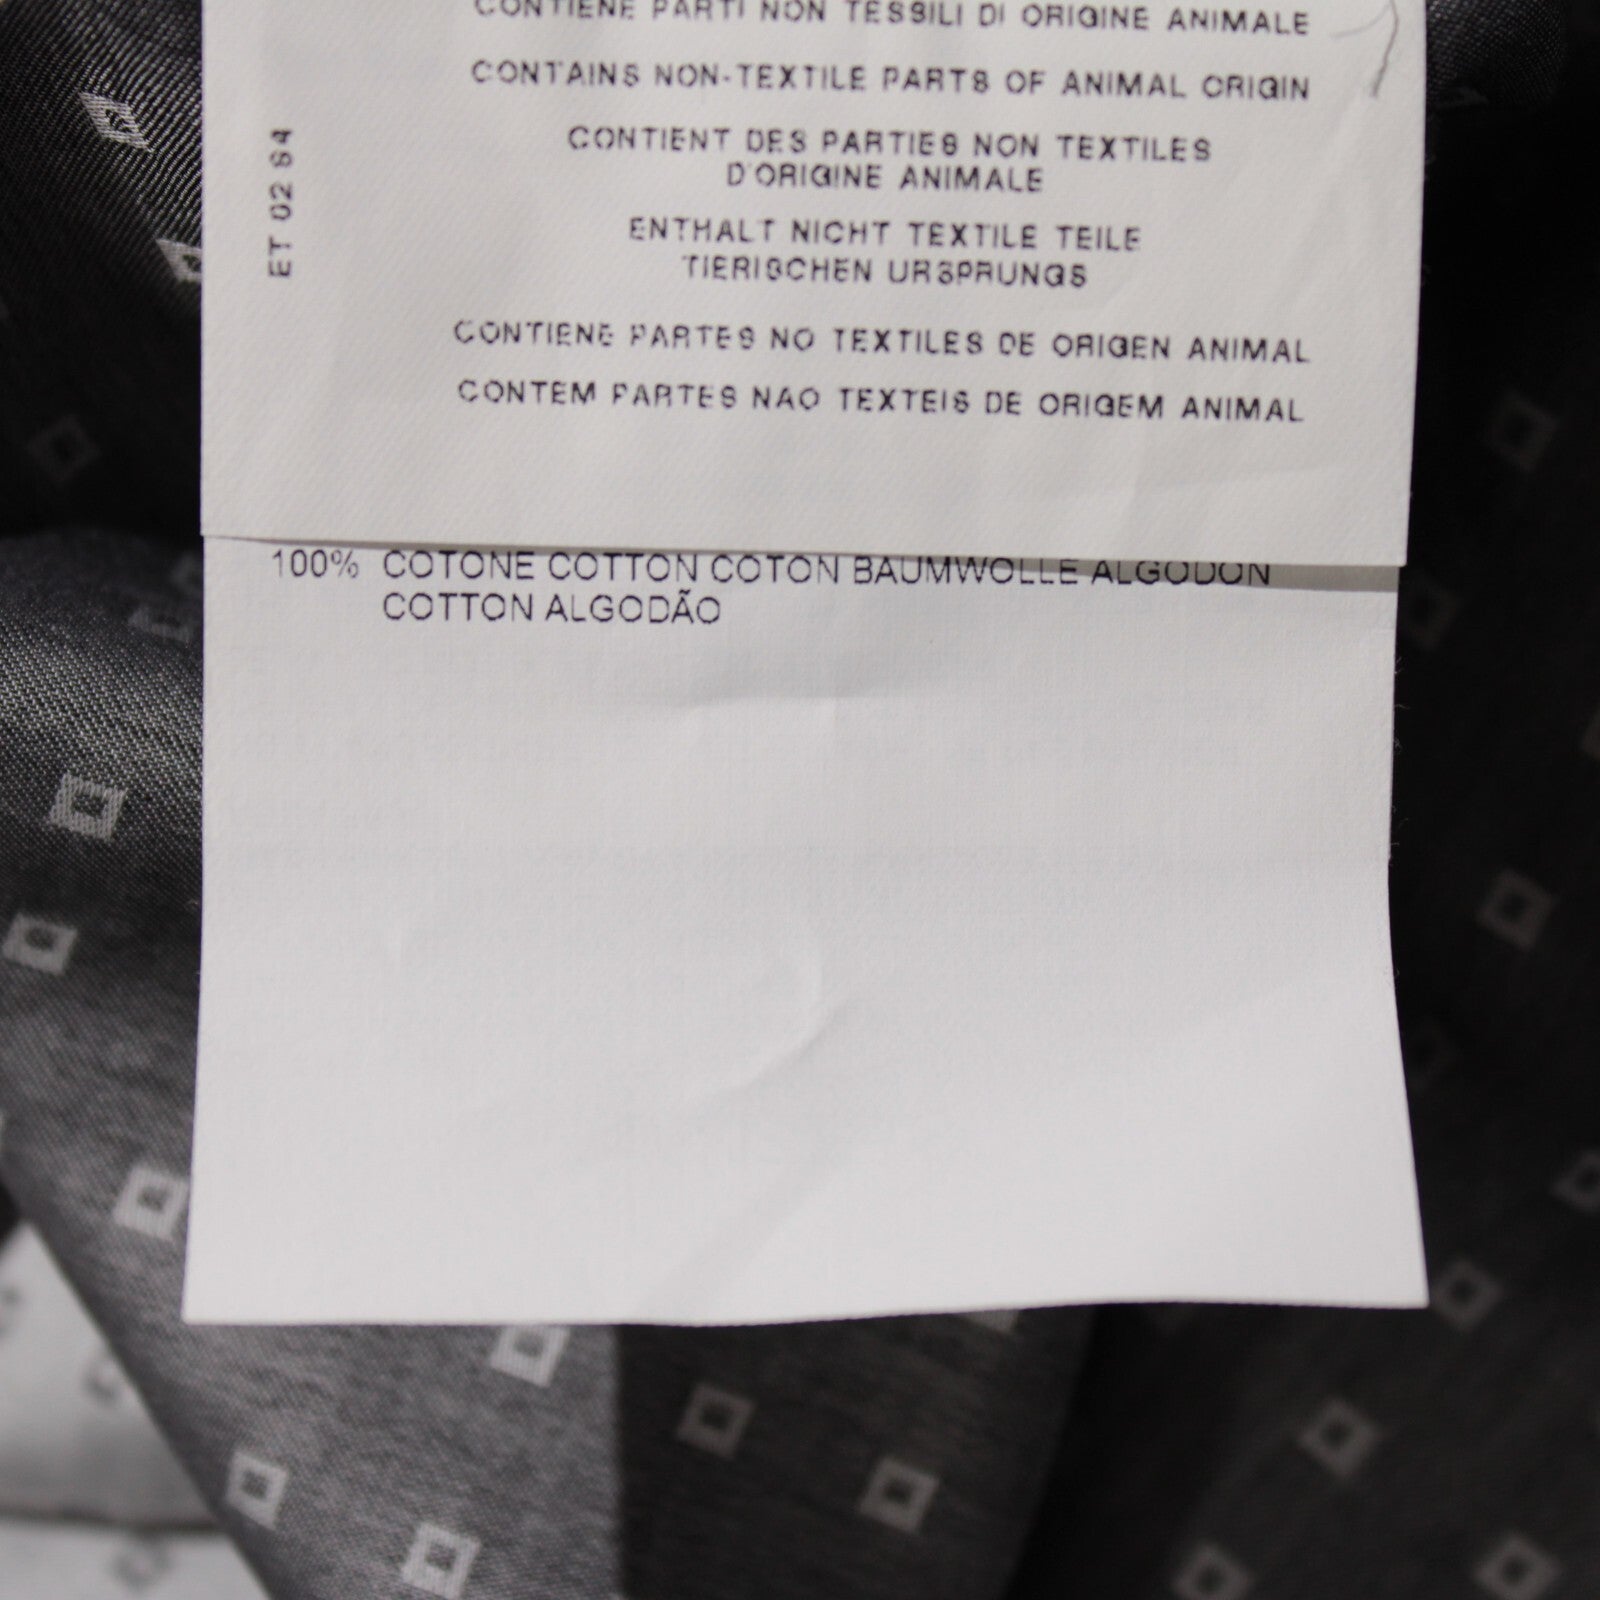 CONTIENE PARTI NON TESSILI DI ORIGINE ANIMALE
CONTAINS NON-TEXTILE PARTS OF ANIMAL ORIGIN
CONTIENT DES PARTIES NON TEXTILES
D'ORIGINE ANIMALE
ENTHALT NICHT TEXTILE TEILE
TIERISCHEN URSPRUNGS
CONTIENE PARTES NO TEXTILES DE ORIGEN ANIMAL
CONTEM PARTES NAO TEXTEIS DE ORIGEM ANIMAL
ET 02 S4
100% COTONE COTTON COTON BAUMWOLLE ALGODON
COTTON ALGODÃO